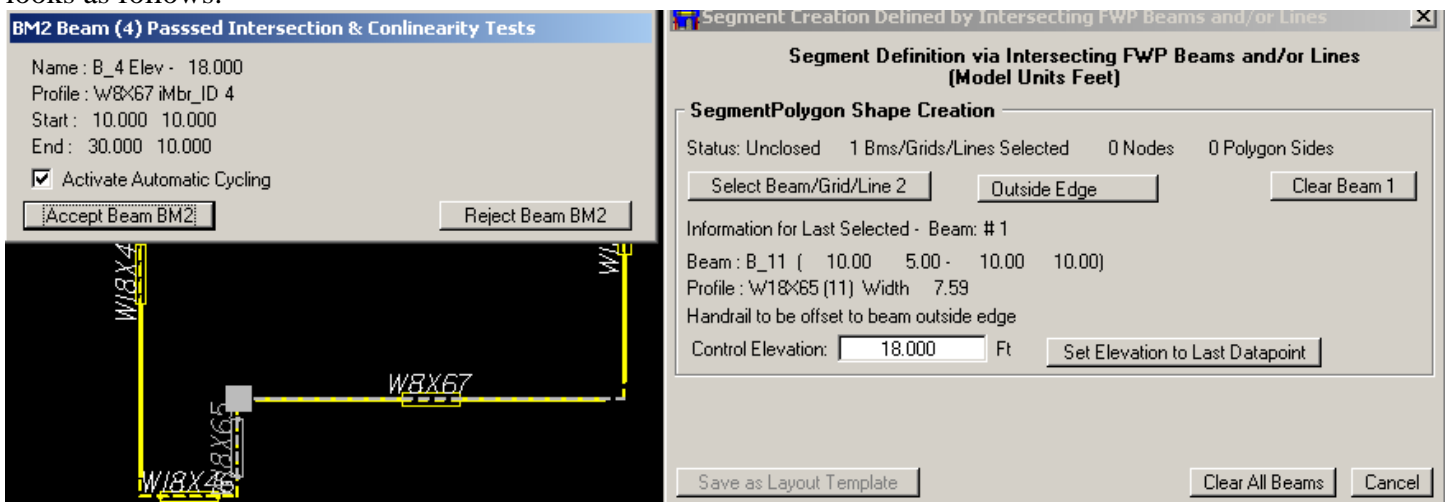 looks as follows.
BM2 Beam (4) Passsed Intersection & Conlinearity Tests
Name : B_4 Elev - 18.000
Profile : W8X67 iMbr_ID 4
Start : 10.000 10.000
End : 30.000 10.000
Activate Automatic Cycling
Accept Beam BM2 Reject Beam BM2
W18X4
W8X67
W18X4
Segment Creation Defined by Intersecting FWP Beams and/or Lines
Segment Definition via Intersecting FWP Beams and/or Lines
(Model Units Feet)
SegmentPolygon Shape Creation
Status: Unclosed 1 Bms/Grids/Lines Selected 0 Nodes 0 Polygon Sides
Select Beam/Grid/Line 2 Outside Edge Clear Beam 1
Information for Last Selected - Beam: # 1
Beam : B_11 ( 10.00 5.00 - 10.00 10.00)
Profile : W18X65 (11) Width 7.59
Handrail to be offset to beam outside edge
Control Elevation: 18.000 Ft Set Elevation to Last Datapoint
Save as Layout Template Clear All Beams Cancel